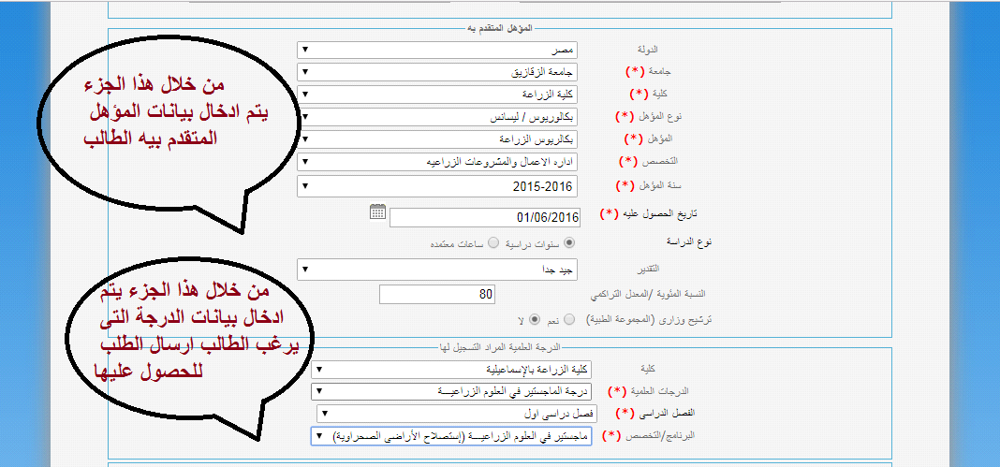 المؤهل المتقدم به
الدولة مصر
جامعة (*) جامعة الزقازيق
كلية (*) كلية الزراعة
نوع المؤهل (*) بكالوريوس / ليسانس
المؤهل (*) بكالريوس الزراعة
التخصص (*) اداره الاعمال والمشروعات الزراعيه
سنة المؤهل (*) 2015-2016
تاريخ الحصول عليه (*) 01/06/2016
نوع الدراسة سنوات دراسية ساعات معتمده
التقدير جيد جدا
النسبة المئوية /المعدل التراكمي 80
ترشيح وزارى (المجموعة الطبية) نعم لا
من خلال هذا الجزء
يتم ادخال بيانات المؤهل
المتقدم بيه الطالب
الدرجة العلمية المراد التسجيل لها
كلية كلية الزراعة بالإسماعيلية
الدرجات العلمية (*) درجة الماجستير في العلوم الزراعيـــة
الفصل الدراسى (*) فصل دراسى اول
البرنامج/التخصص (*) ماجستير في العلوم الزراعيـــة (إستصلاح الأراضى الصحراوية)
من خلال هذا الجزء يتم
ادخال بيانات الدرجة التى
يرغب الطالب ارسال الطلب
للحصول عليها